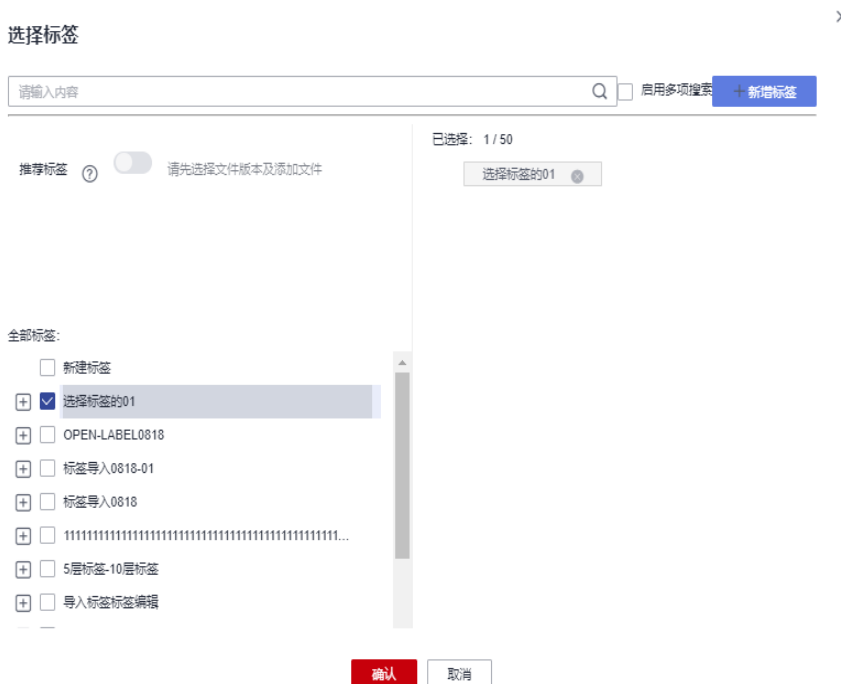 选择标签
请输入内容
启用多项搜索
新增标签
推荐标签
请先选择文件版本及添加文件
已选择: 1 / 50
选择标签的01
全部标签:
新建标签
选择标签的01
OPEN-LABEL0818
标签导入0818-01
标签导入0818
5层标签-10层标签
导入标签标签编辑
确认
取消